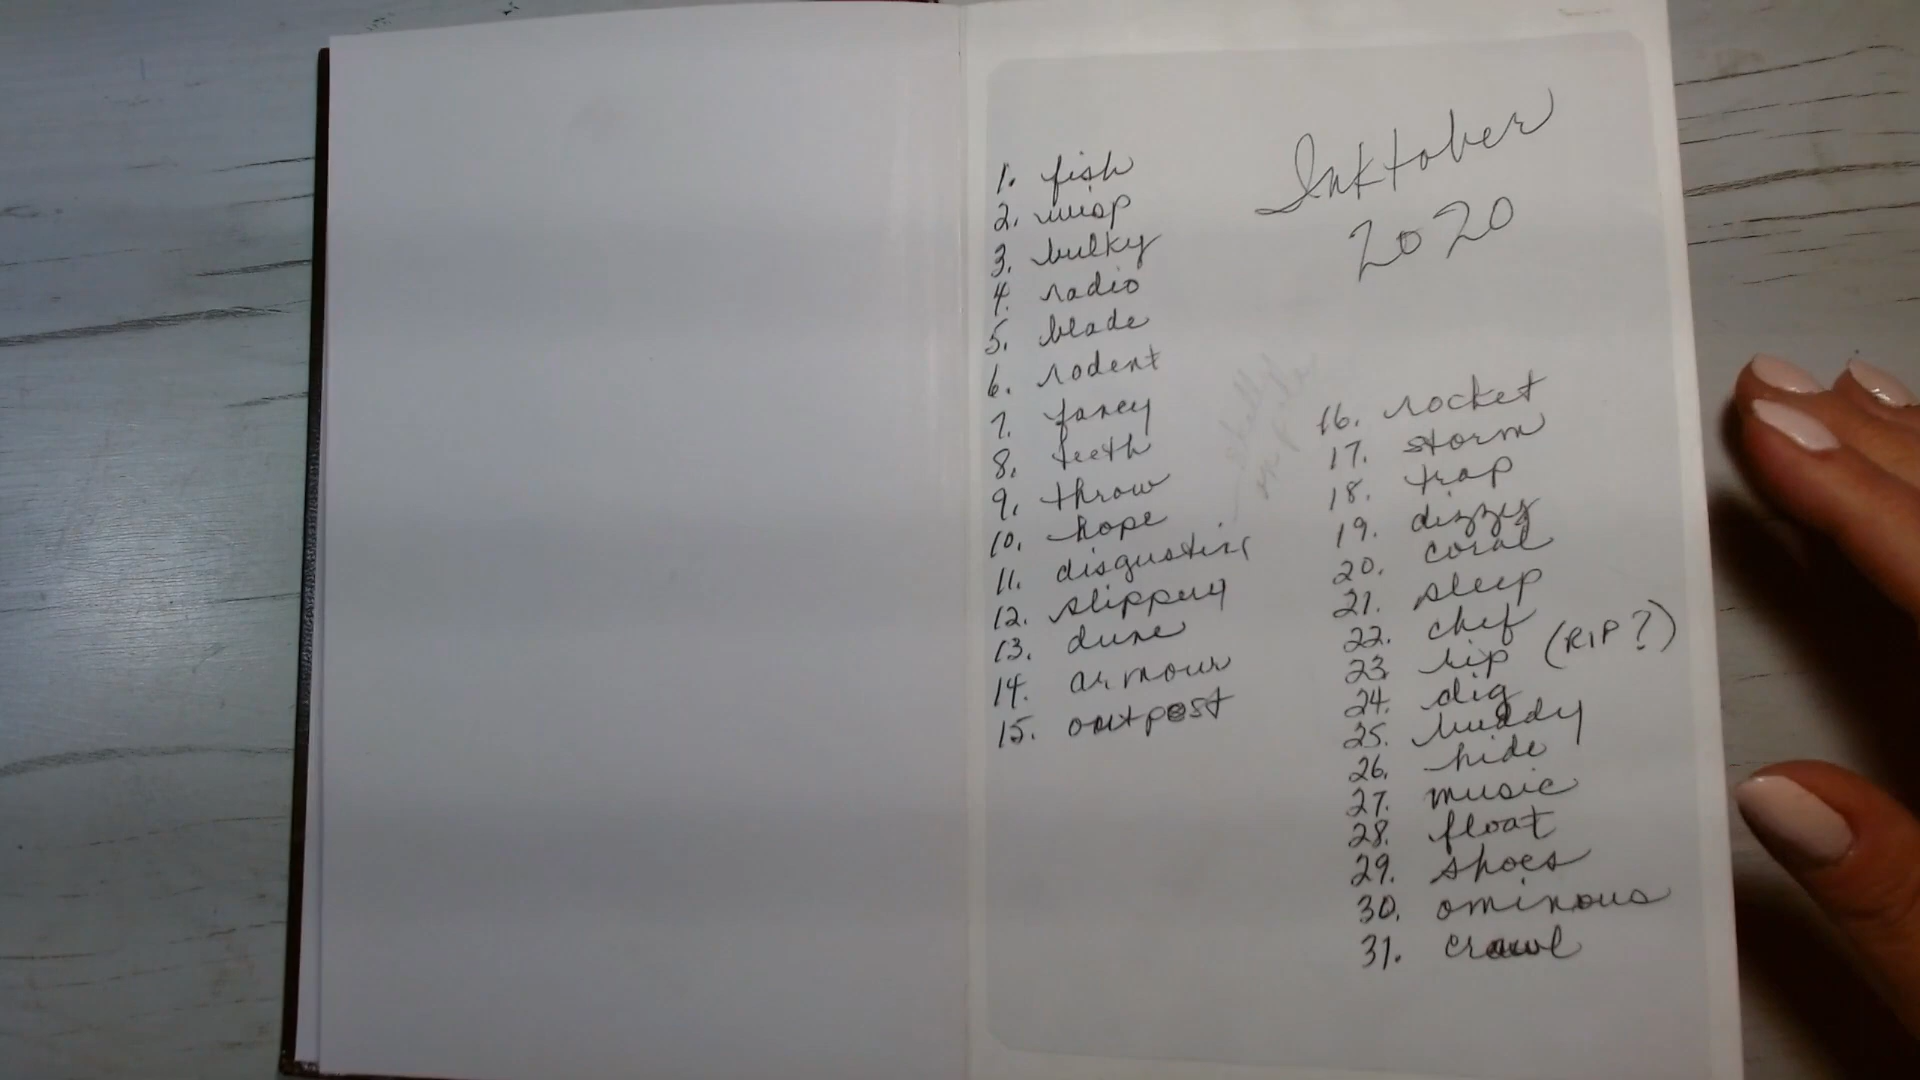 Inktober
2020
1. fish
2. wisp
3. bulky
4. radio
5. blade
6. rodent
7. fancy
8. teeth
9. throw
10. hope
11. disgusting
12. slippery
13. dune
14. armour
15. outpost
16. rocket
17. storm
18. trap
19. dizzy
20. coral
21. sleep
22. chef
23. rip (RIP?)
24. dig
25. buddy
26. hide
27. music
28. float
29. shoes
30. ominous
31. crawl